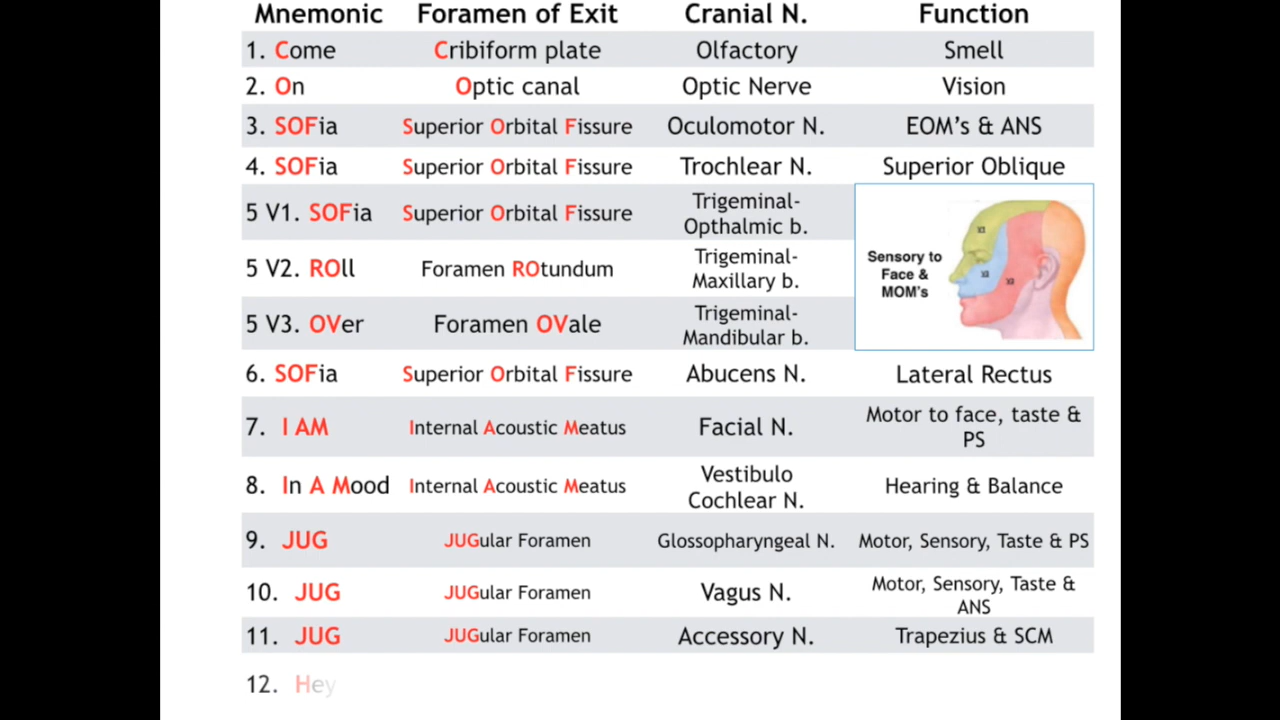 Mnemonic Foramen of Exit Cranial N. Function
1. Come Cribiform plate Olfactory Smell
2. On Optic canal Optic Nerve Vision
3. SOFia Superior Orbital Fissure Oculomotor N. EOM's & ANS
4. SOFia Superior Orbital Fissure Trochlear N. Superior Oblique
5 V1. SOFia Superior Orbital Fissure Trigeminal-
Opthalmic b.
5 V2. ROll Foramen ROtundum Trigeminal-
Maxillary b.
5 V3. OVer Foramen OVale Trigeminal-
Mandibular b.
Sensory to
Face &
MOM's
6. SOFia Superior Orbital Fissure Abucens N. Lateral Rectus
7. I AM Internal Acoustic Meatus Facial N. Motor to face, taste &
PS
8. In A Mood Internal Acoustic Meatus Vestibulo
Cochlear N. Hearing & Balance
9. JUG JUGular Foramen Glossopharyngeal N. Motor, Sensory, Taste & PS
10. JUG JUGular Foramen Vagus N. Motor, Sensory, Taste &
ANS
11. JUG JUGular Foramen Accessory N. Trapezius & SCM
12. Hey